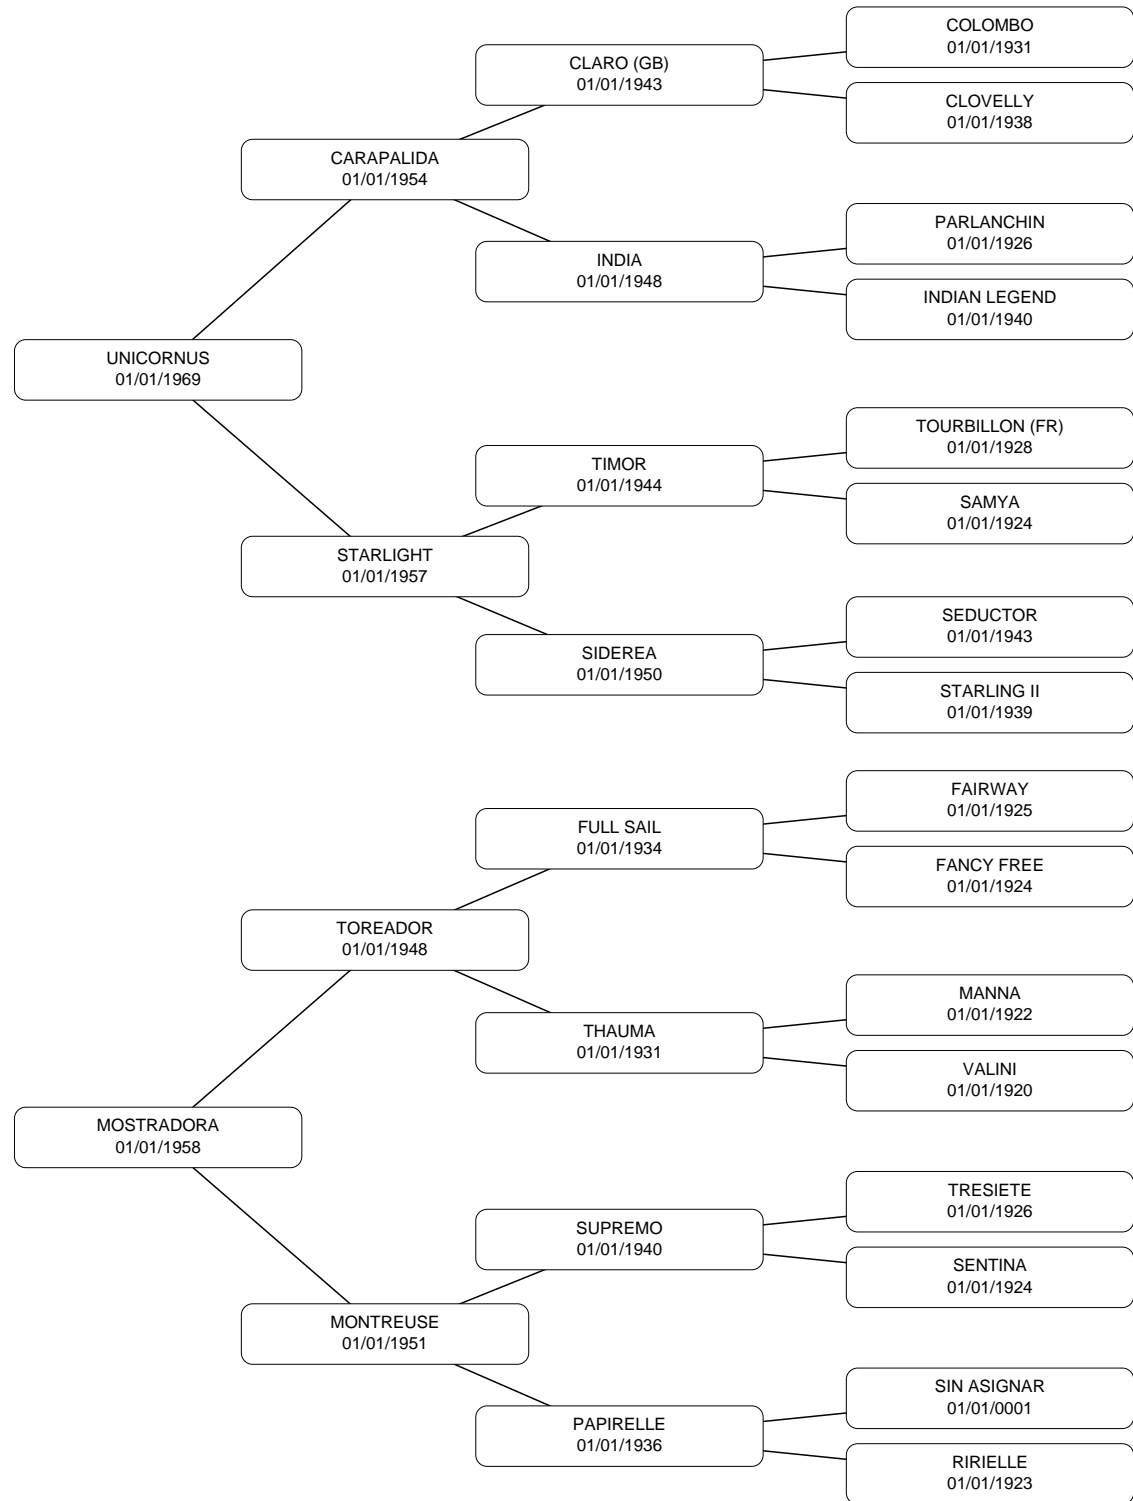 COLOMBO
01/01/1931
CLARO (GB)
01/01/1943
CLOVELLY
01/01/1938
CARAPALIDA
01/01/1954
PARLANCHIN
01/01/1926
INDIA
01/01/1948
INDIAN LEGEND
01/01/1940
UNICORNUS
01/01/1969
TOURBILLON (FR)
01/01/1928
TIMOR
01/01/1944
SAMYA
01/01/1924
STARLIGHT
01/01/1957
SEDUCTOR
01/01/1943
SIDEREA
01/01/1950
STARLING II
01/01/1939
FAIRWAY
01/01/1925
FULL SAIL
01/01/1934
FANCY FREE
01/01/1924
TOREADOR
01/01/1948
MANNA
01/01/1922
THAUMA
01/01/1931
VALINI
01/01/1920
MOSTRADORA
01/01/1958
TRESIETE
01/01/1926
SUPREMO
01/01/1940
SENTINA
01/01/1924
MONTREUSE
01/01/1951
SIN ASIGNAR
01/01/0001
PAPIRELLE
01/01/1936
RIRIELLE
01/01/1923